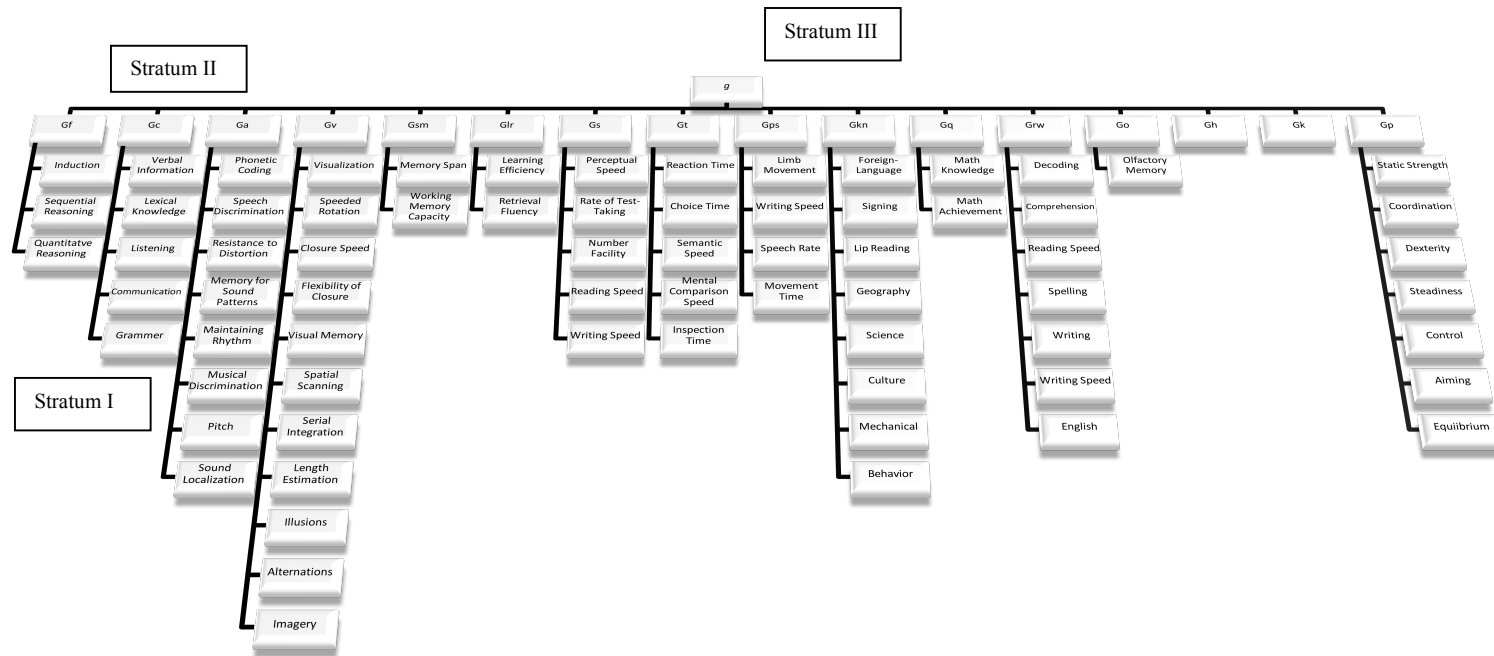 Stratum III
Stratum II
g
Gf
Gc
Ga
Gv
Gsm
Glr
Gs
Gt
Gps
Gkn
Gq
Grw
Go
Gh
Gk
Gp
Induction
Sequential
Reasoning
Quantitatve
Reasoning
Verbal
Information
Lexical
Knowledge
Listening
Communication
Grammer
Phonetic
Coding
Speech
Discrimination
Resistance to
Distortion
Memory for
Sound
Patterns
Maintaining
Rhythm
Musical
Discrimination
Pitch
Sound
Localization
Visualization
Speeded
Rotation
Closure Speed
Flexibility of
Closure
Visual Memory
Spatial
Scanning
Serial
Integration
Length
Estimation
Illusions
Alternations
Imagery
Memory Span
Working
Memory
Capacity
Learning
Efficiency
Retrieval
Fluency
Perceptual
Speed
Rate of Test-
Taking
Number
Facility
Reading Speed
Writing Speed
Reaction Time
Choice Time
Semantic
Speed
Mental
Comparison
Speed
Inspection
Time
Limb
Movement
Writing Speed
Speech Rate
Movement
Time
Foreign-
Language
Signing
Lip Reading
Geography
Science
Culture
Mechanical
Behavior
Math
Knowledge
Math
Achievement
Decoding
Comprehension
Reading Speed
Spelling
Writing
Writing Speed
English
Olfactory
Memory
Static Strength
Coordination
Dexterity
Steadiness
Control
Aiming
Equiibrium
Stratum I